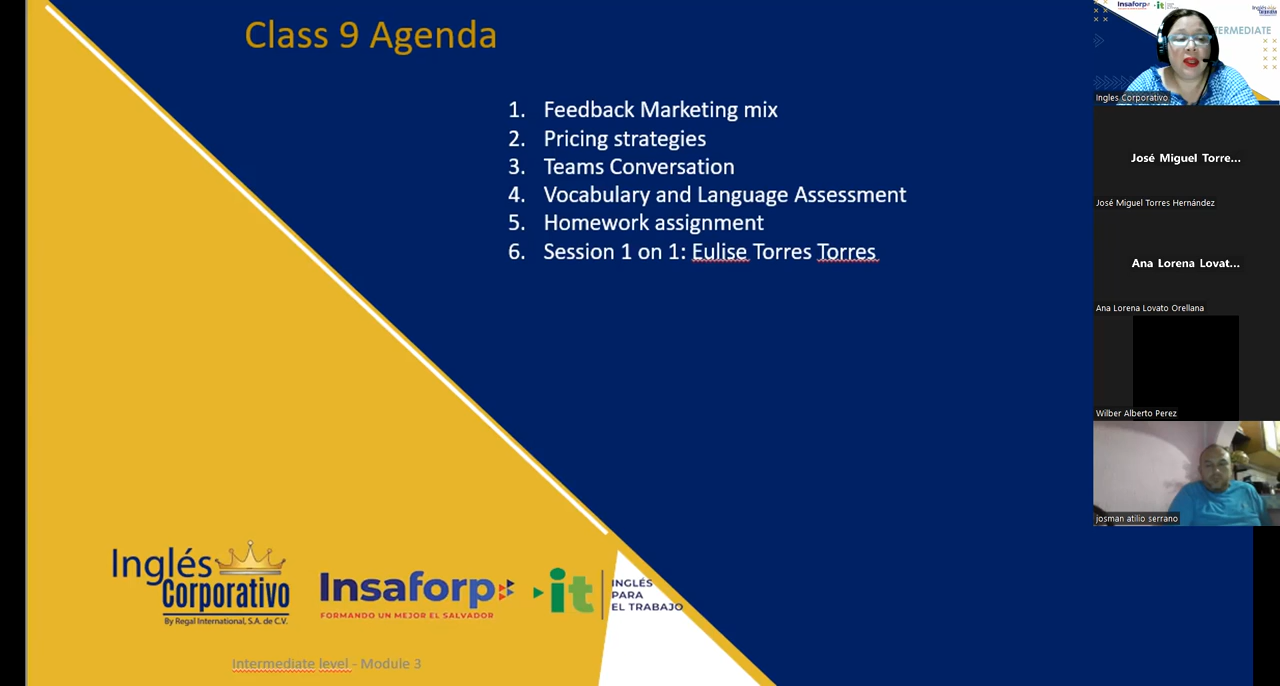 Class 9 Agenda
1. Feedback Marketing mix
2. Pricing strategies
3. Teams Conversation
4. Vocabulary and Language Assessment
5. Homework assignment
6. Session 1 on 1: Eulise Torres Torres
Inglés
Corporativo
By Regal International, S.A. de C.V.
Insaforp
FORMANDO UN MEJOR EL SALVADOR
it
INGLÉS
PARA
EL TRABAJO
Intermediate level - Module 3
Insaforp
it
TERMEDIATE
Ingles Corporativo
José Miguel Torre...
José Miguel Torres Hernández
Ana Lorena Lovat...
Ana Lorena Lovato Orellana
Wilber Alberto Perez
josman atilio serrano